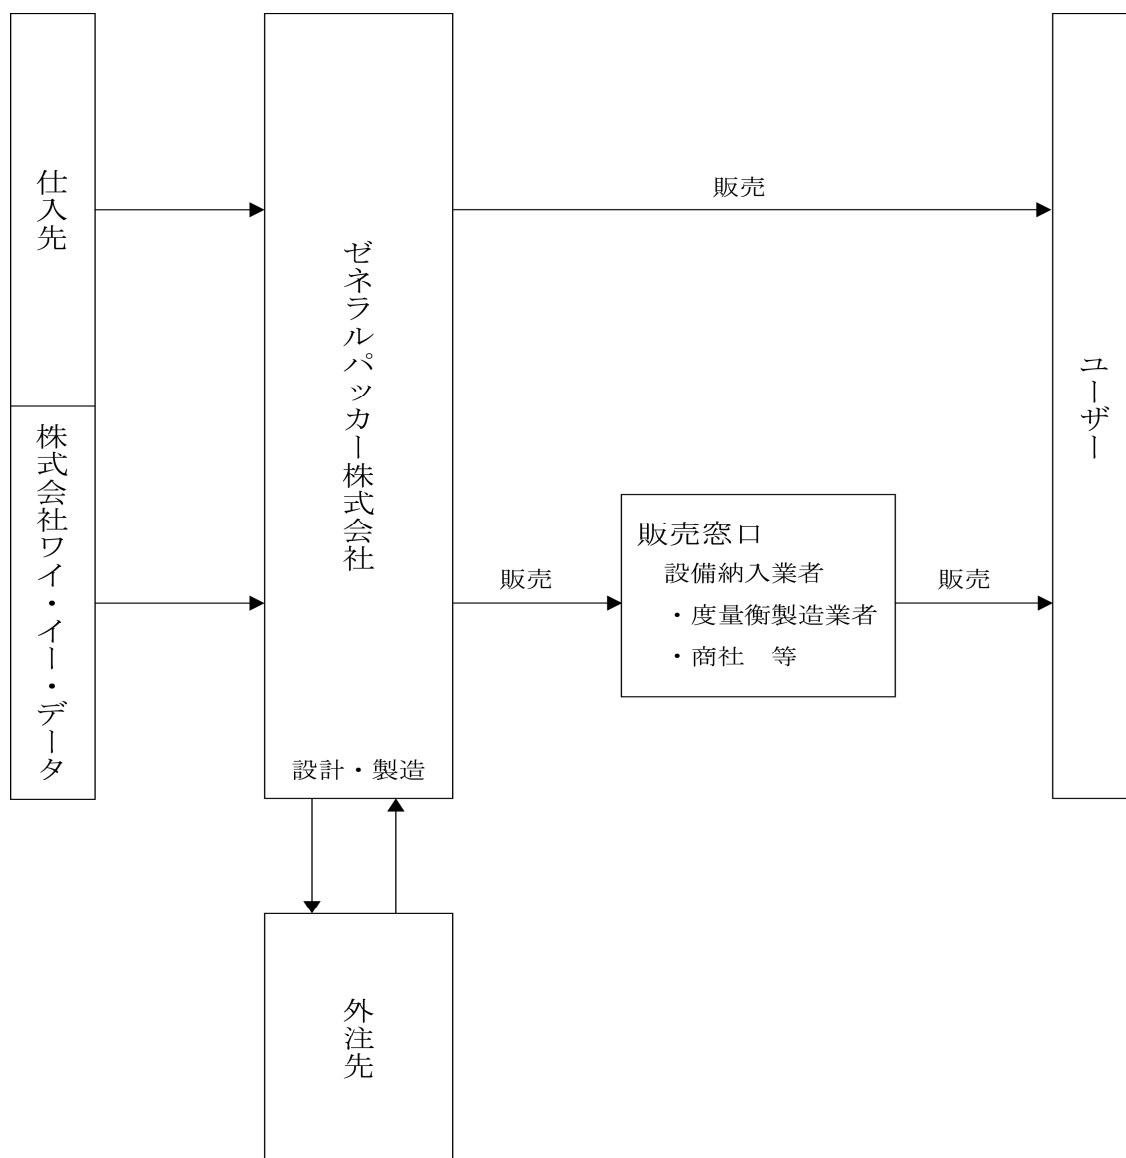 仕入先
株式会社ワイ・イー・データ
ゼネラルパッカー株式会社
設計・製造
外注先
販売
販売
販売窓口
設備納入業者
・度量衡製造業者
・商社　等
販売
ユーザー